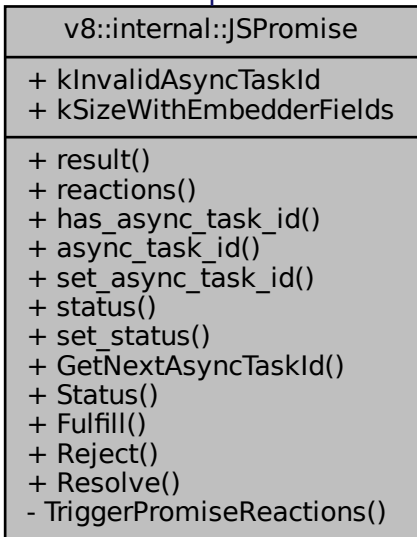 v8::internal::JSPromise
+ kInvalidAsyncTaskId
+ kSizeWithEmbedderFields
+ result()
+ reactions()
+ has_async_task_id()
+ async_task_id()
+ set_async_task_id()
+ status()
+ set_status()
+ GetNextAsyncTaskId()
+ Status()
+ Fulfill()
+ Reject()
+ Resolve()
- TriggerPromiseReactions()